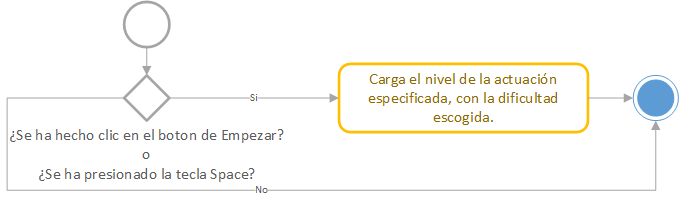 Si
Carga el nivel de la actuación
especificada, con la dificultad
escogida.
¿Se ha hecho clic en el boton de Empezar?
o
¿Se ha presionado la tecla Space?
No